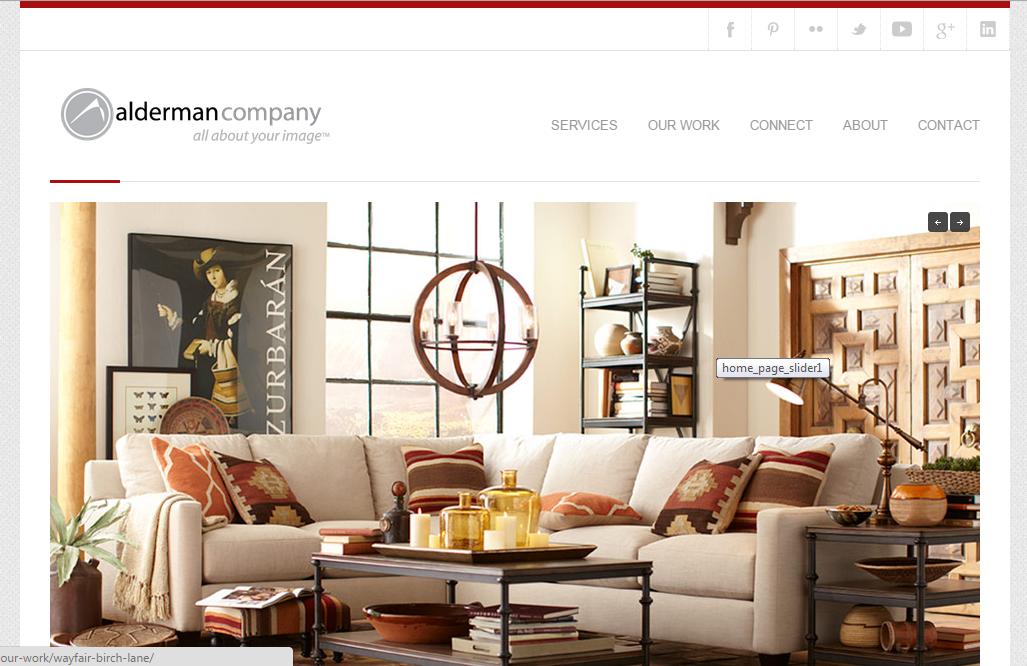 f g+ in
alderman company
all about your image™
SERVICES OUR WORK CONNECT ABOUT CONTACT
ZURBARÁN
home_page_slider1
our-work/wayfair-birch-lane/